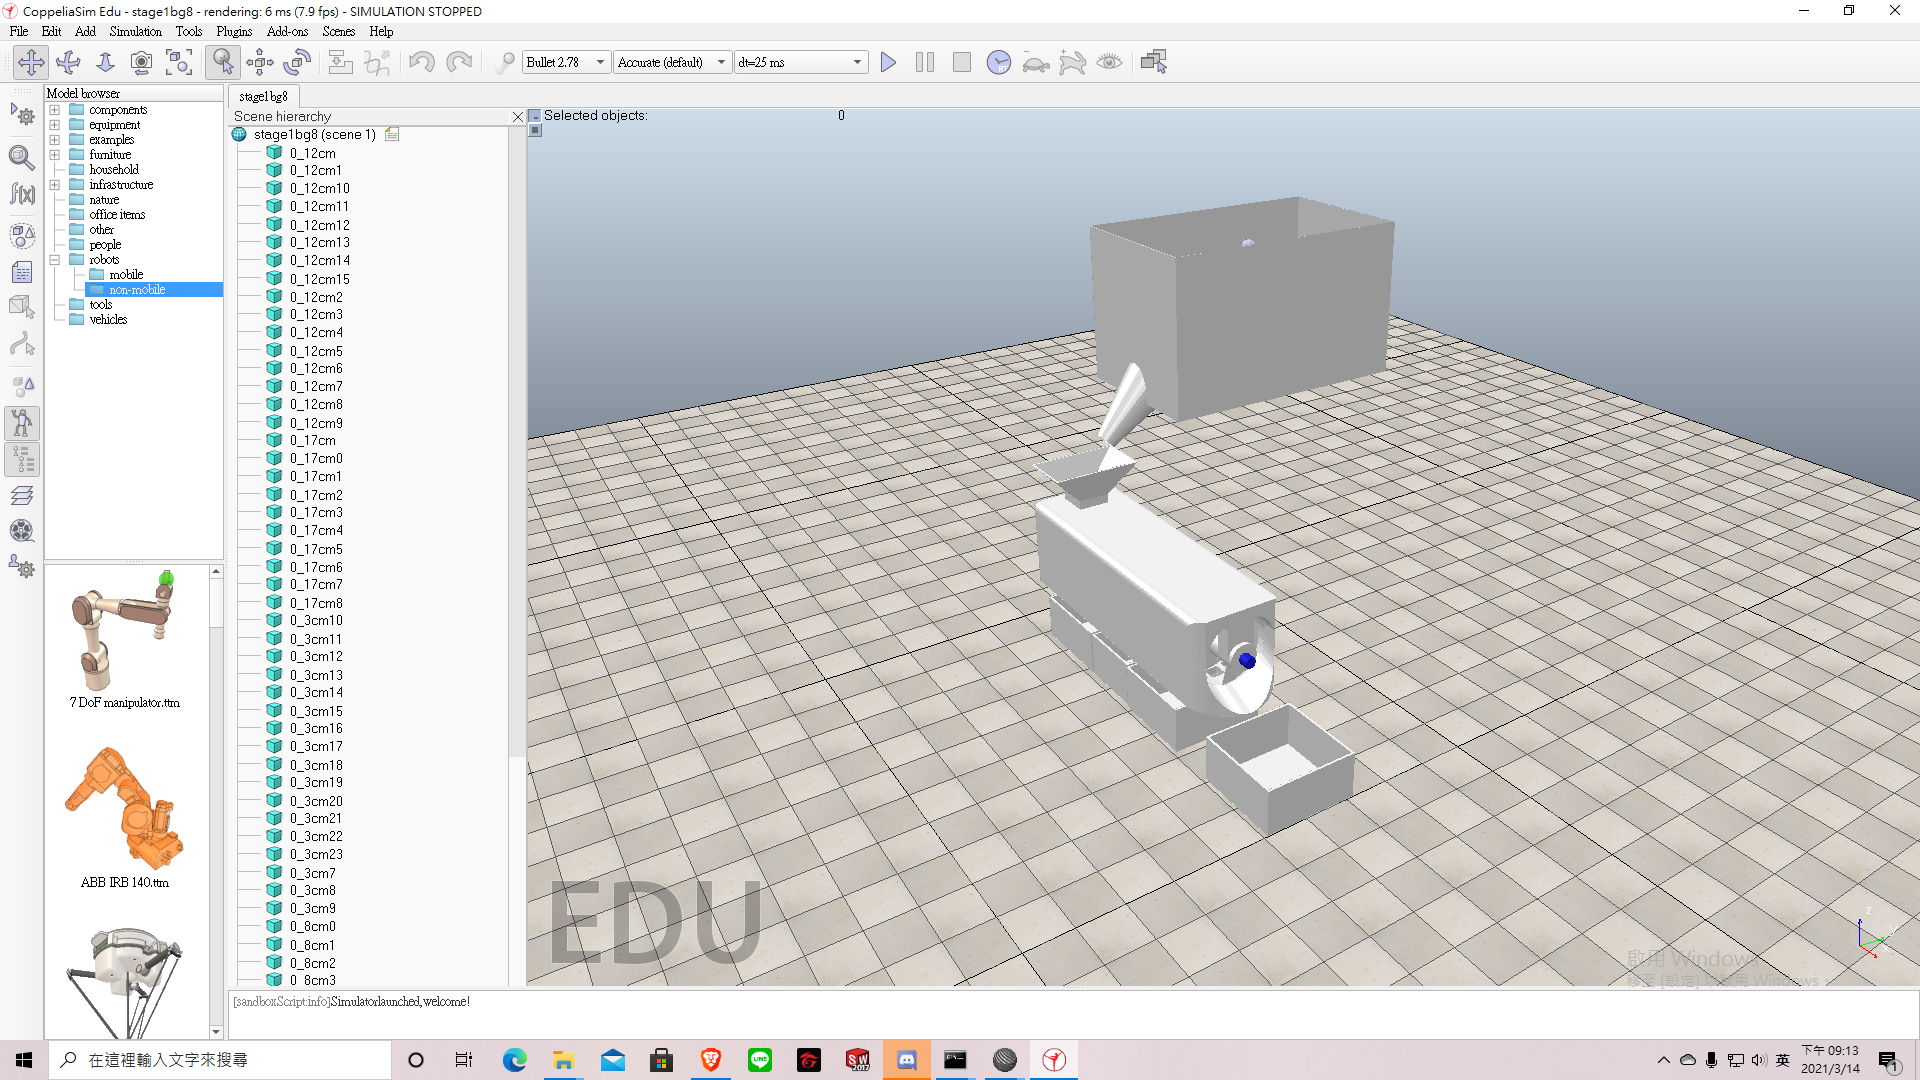 CoppeliaSim Edu - stage1bg8 - rendering: 6 ms (7.9 fps) - SIMULATION STOPPED
File Edit Add Simulation Tools Plugins Add-ons Scenes Help
Bullet 2.78 Accurate (default) dt=25 ms
Model browser
components
equipment
examples
furniture
household
infrastructure
nature
office items
other
people
robots
mobile
non-mobile
tools
vehicles
7 DoF manipulator.ttm
ABB IRB 140.ttm
stage1bg8
Scene hierarchy
stage1bg8 (scene 1)
0_12cm
0_12cm1
0_12cm10
0_12cm11
0_12cm12
0_12cm13
0_12cm14
0_12cm15
0_12cm2
0_12cm3
0_12cm4
0_12cm5
0_12cm6
0_12cm7
0_12cm8
0_12cm9
0_17cm
0_17cm0
0_17cm1
0_17cm2
0_17cm3
0_17cm4
0_17cm5
0_17cm6
0_17cm7
0_17cm8
0_3cm10
0_3cm11
0_3cm12
0_3cm13
0_3cm14
0_3cm15
0_3cm16
0_3cm17
0_3cm18
0_3cm19
0_3cm20
0_3cm21
0_3cm22
0_3cm23
0_3cm7
0_3cm8
0_3cm9
0_8cm0
0_8cm1
0_8cm2
0_8cm3
Selected objects: 0
EDU
啟用 Windows
移至 [設定] 以啟用 Windows。
[sandboxScript:info]Simulatorlaunched,welcome!
在這裡輸入文字來搜尋
SW
2017
英
下午 09:13
2021/3/14
1